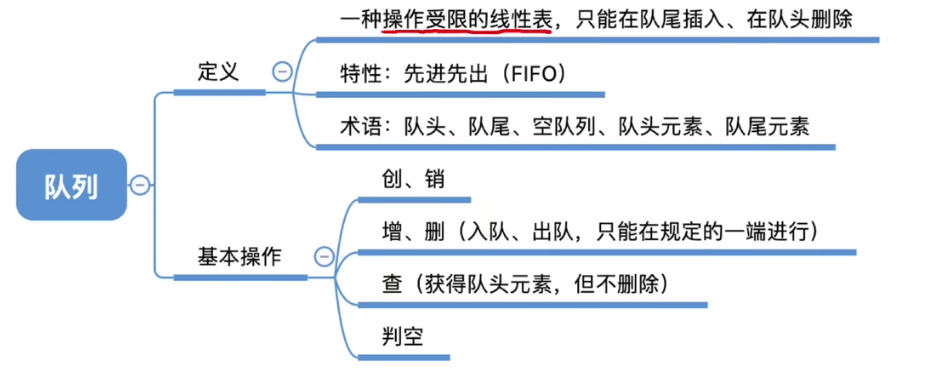 队列
定义
一种操作受限的线性表，只能在队尾插入、在队头删除
特性：先进先出（FIFO）
术语：队头、队尾、空队列、队头元素、队尾元素
基本操作
创、销
增、删（入队、出队，只能在规定的一端进行）
查（获得队头元素，但不删除）
判空